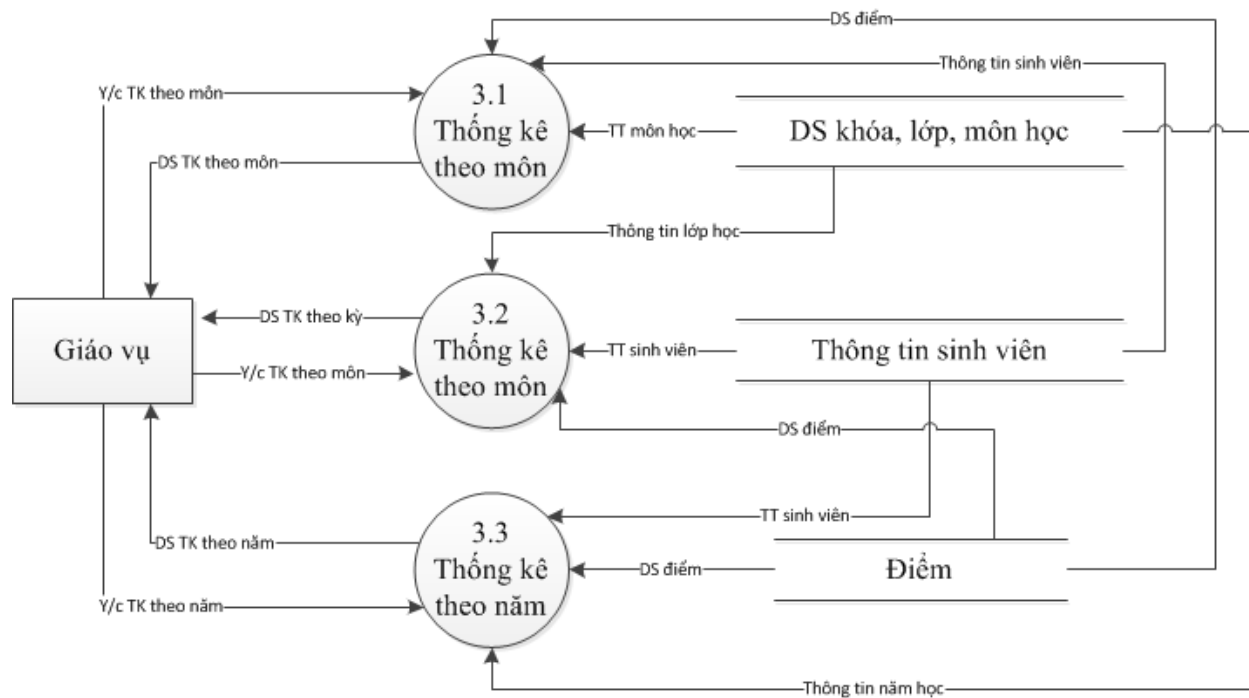 DS điểm
Thông tin sinh viên
Y/c TK theo môn
3.1
Thống kê
theo môn
TT môn học
DS khóa, lớp, môn học
DS TK theo môn
Thông tin lớp học
DS TK theo kỳ
3.2
Thống kê
theo môn
TT sinh viên
Thông tin sinh viên
Giáo vụ
Y/c TK theo môn
DS điểm
TT sinh viên
3.3
Thống kê
theo năm
DS TK theo năm
DS điểm
Điểm
Y/c TK theo năm
Thông tin năm học